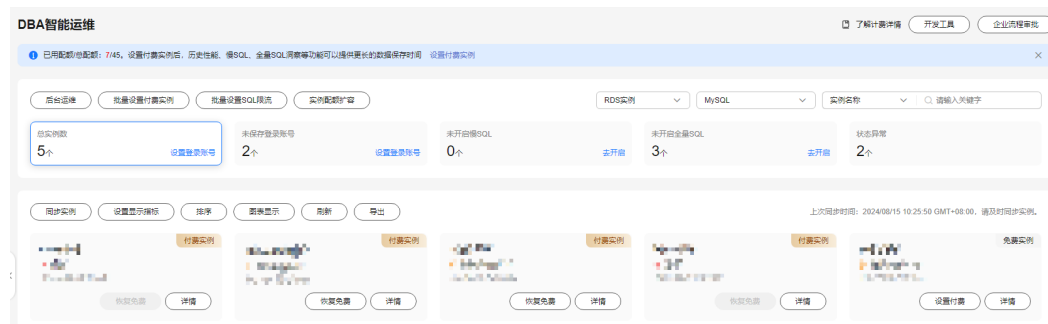 DBA智能运维
了解计费详情 开发工具 企业流程审批
已用配额/总配额：7/45。设置付费实例后，历史性能、慢SQL、全量SQL洞察等功能可以提供更长的数据保存时间 设置付费实例
后台运维 批量设置付费实例 批量设置SQL限流 实例配额扩容 RDS实例 MySQL 实例名称 请输入关键字
总实例数 未保存登录账号 未开启慢SQL 未开启全量SQL 状态异常
5个 设置登录账号 2个 设置登录账号 0个 去开启 3个 去开启 2个
同步实例 设置显示指标 排序 图表显示 刷新 导出 上次同步时间：2024/08/15 10:25:50 GMT+08:00，请及时同步实例。
付费实例 付费实例 付费实例 付费实例 免费实例
恢复免费 详情 恢复免费 详情 恢复免费 详情 恢复免费 详情 设置付费 详情